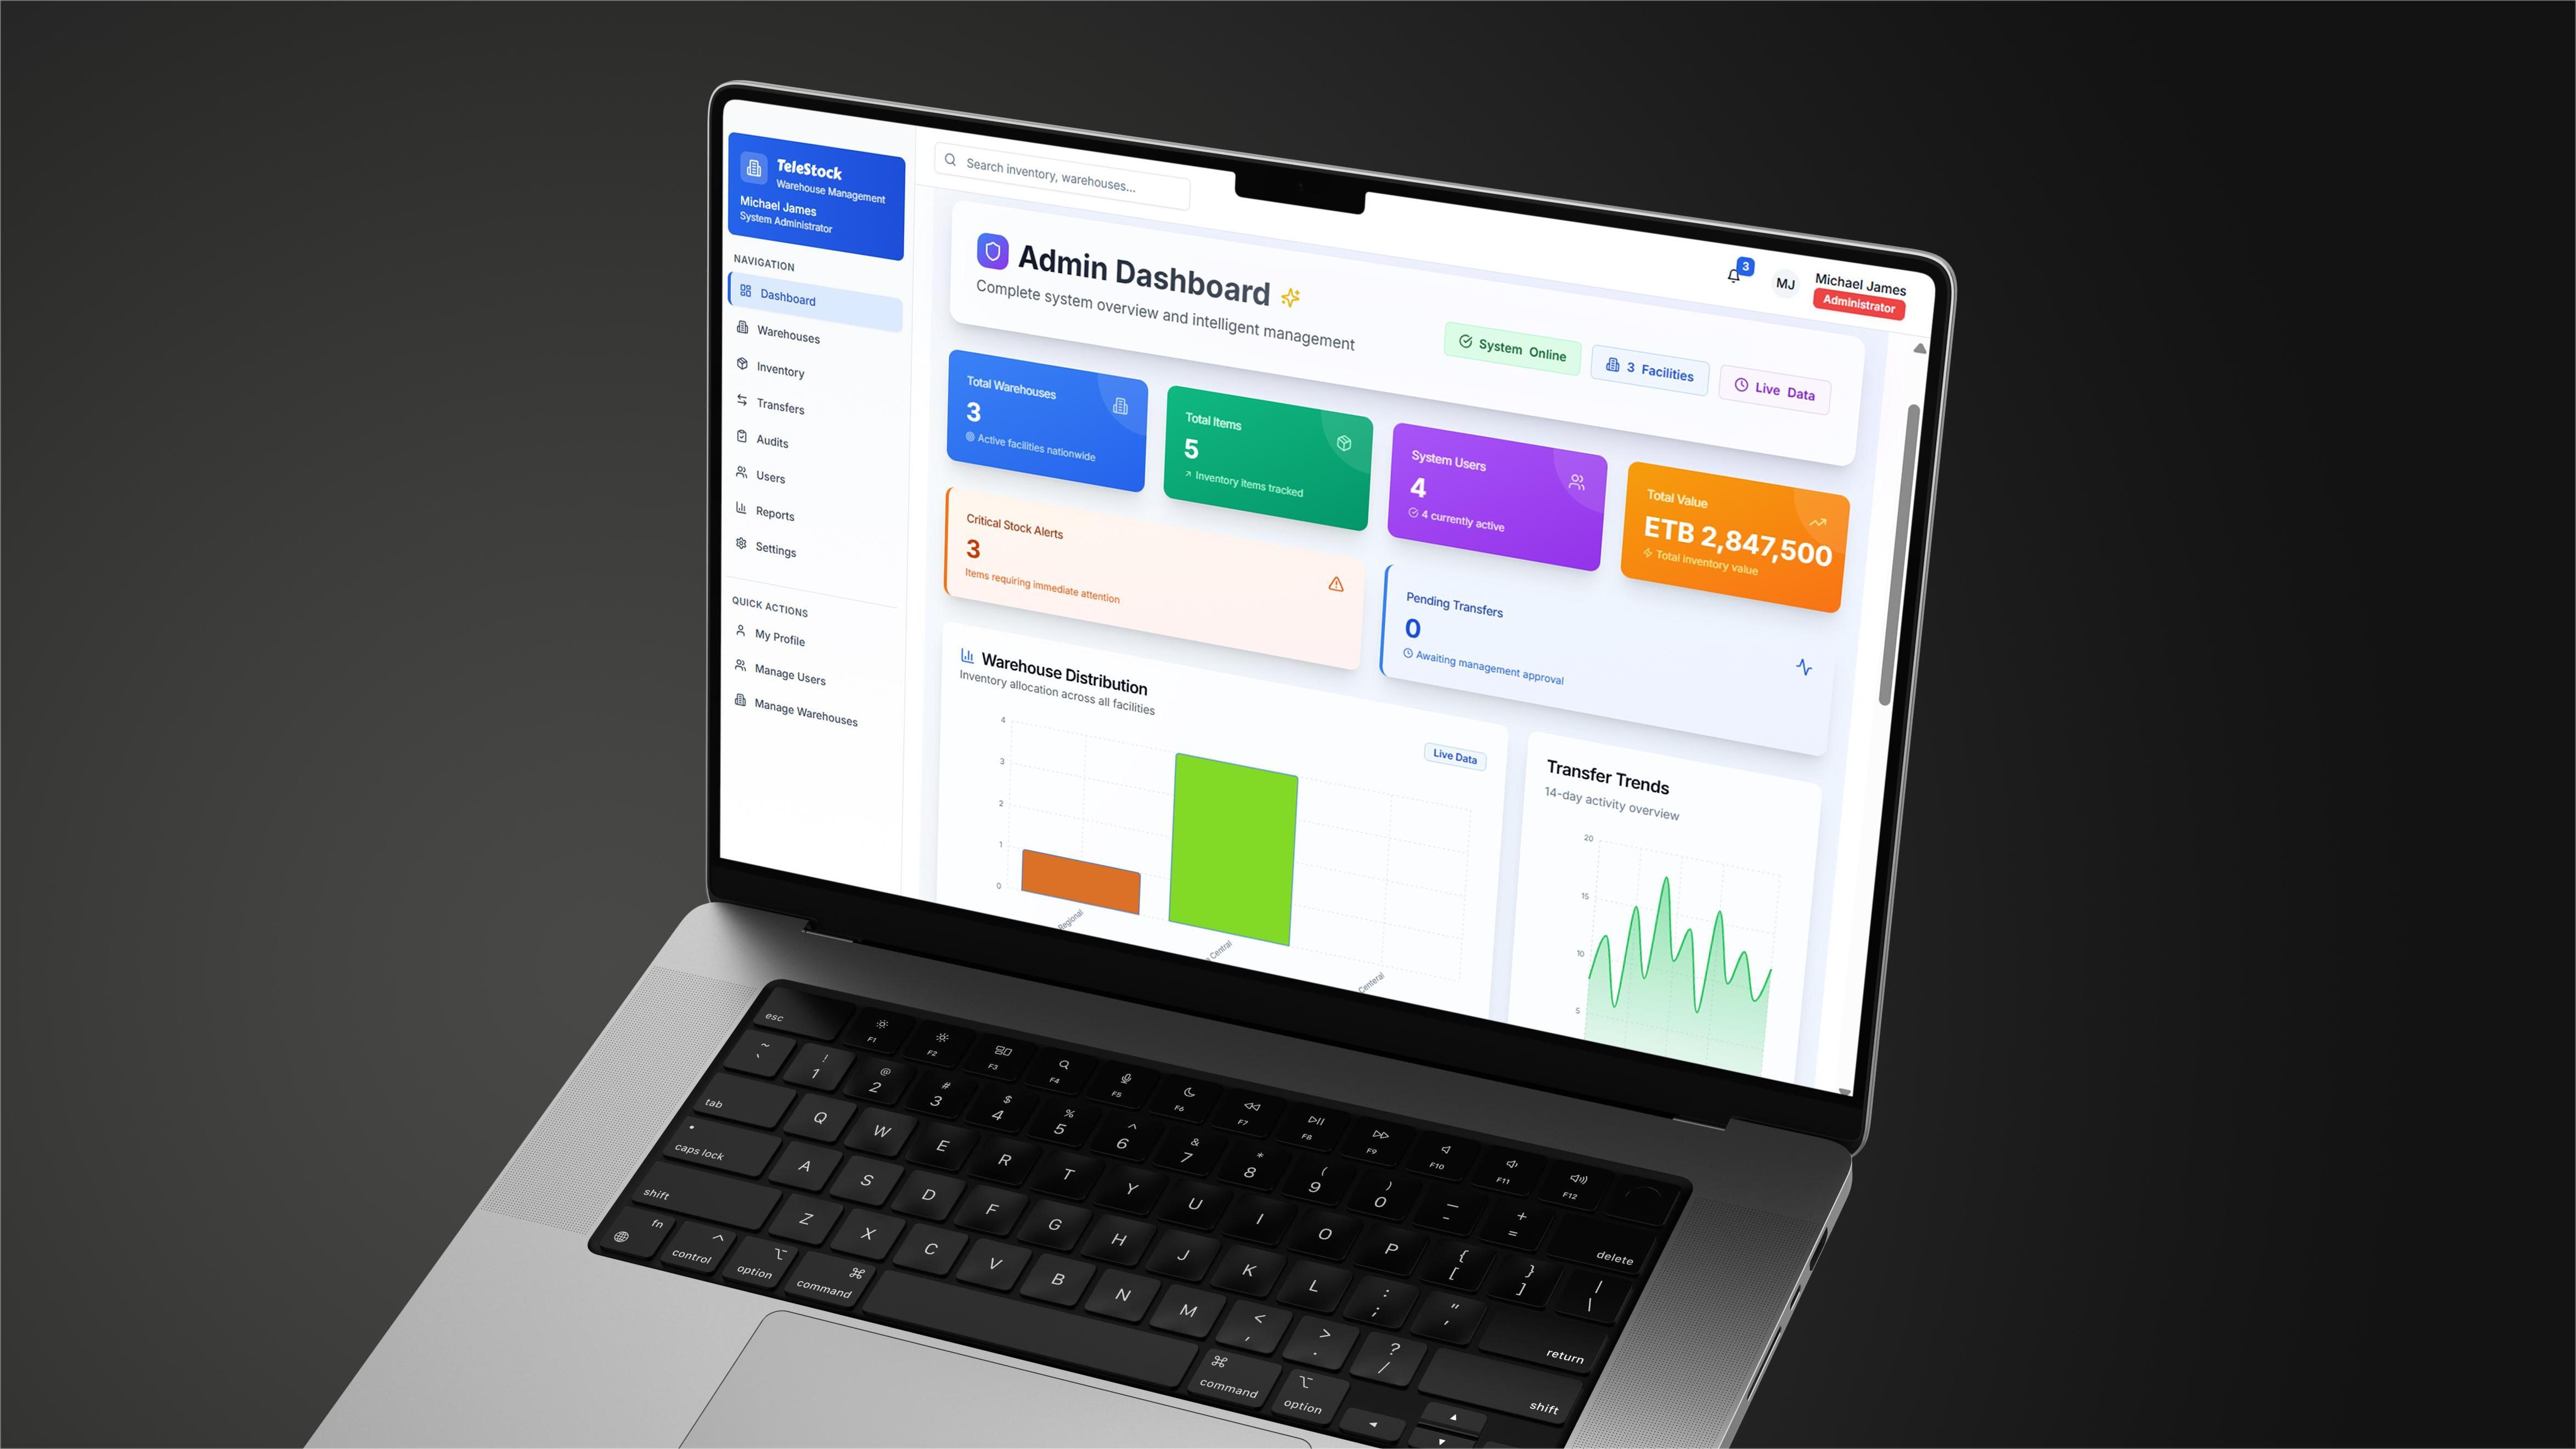 TeleStock
Warehouse Management
Michael James
System Administrator
NAVIGATION
Dashboard
Warehouses
Inventory
Transfers
Audits
Users
Reports
Settings
QUICK ACTIONS
My Profile
Manage Users
Manage Warehouses
Search inventory, warehouses...
3
MJ
Michael James
Administrator
Admin Dashboard
Complete system overview and intelligent management
System Online
3 Facilities
Live Data
Total Warehouses
3
Active facilities nationwide
Total Items
5
Inventory items tracked
System Users
4
4 currently active
Total Value
ETB 2,847,500
Total inventory value
Critical Stock Alerts
3
Items requiring immediate attention
Pending Transfers
0
Awaiting management approval
Warehouse Distribution
Inventory allocation across all facilities
Live Data
4
3
2
1
0
Regional
Central
Centeral
Transfer Trends
14-day activity overview
20
15
10
5
esc F1 F2 F3 F4 F5 F6 F7 F8 F9 F10 F11 F12
~ ! @ # $ % ^ & * ( ) — +
` 1 2 3 4 5 6 7 8 9 0 - = delete
tab Q W E R T Y U I O P { [ } ] | \
caps lock A S D F G H J K L : ; " ' return
shift Z X C V B N M < , > . ? / shift
fn control option command command option